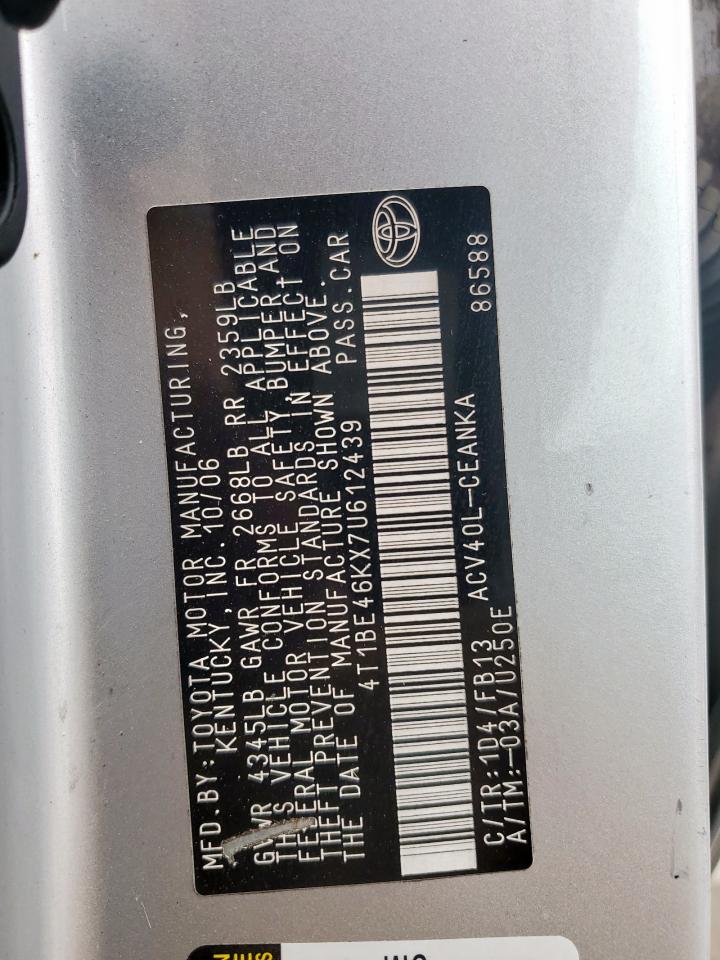 MFD.BY:TOYOTA MOTOR MANUFACTURING,
KENTUCKY, INC. 10/06
GVWR 4345LB GAWR FR 2668LB RR 2359LB
THIS VEHICLE CONFORMS TO ALL APPLICABLE
FEDERAL MOTOR VEHICLE SAFETY, BUMPER, AND
THEFT PREVENTION STANDARDS IN EFFECT ON
THE DATE OF MANUFACTURE SHOWN ABOVE.
4T1BE46KX7U612439 PASS.CAR
C/TR:1D4/FB13 ACV40L-CEANKA 86588
A/TM:-03A/U250E